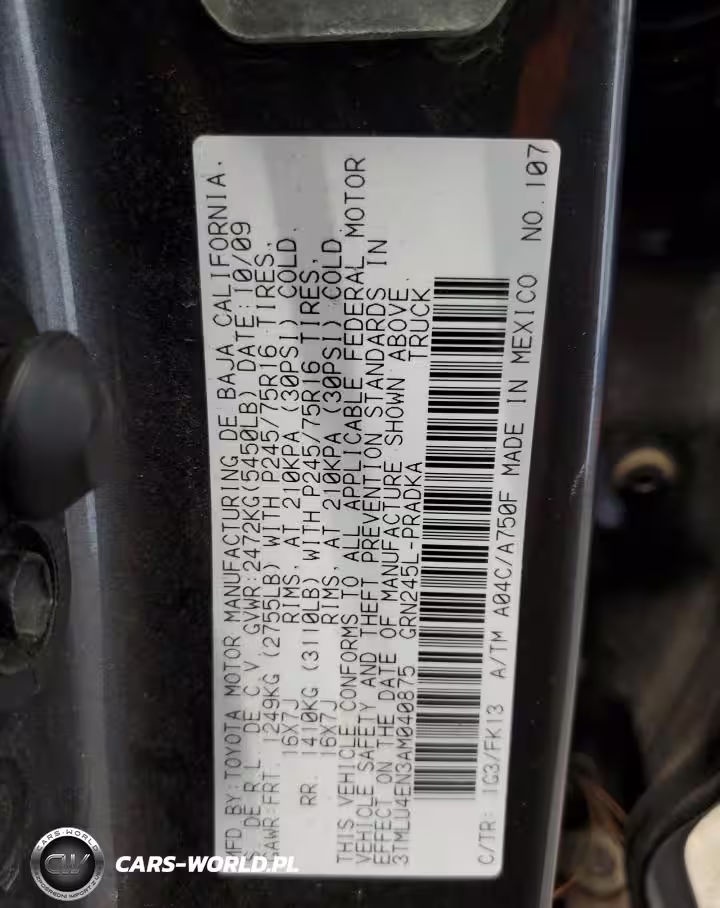 MFD BY: TOYOTA MOTOR MANUFACTURING DE BAJA CALIFORNIA.
S DE R.L. DE C.V. GVWR: 2472KG(5450LB) DATE: 10/09
GAWR: FRT. 1249KG (2755LB) WITH P245/75R16 TIRES,
16X7J RIMS, AT 210KPA (30PSI) COLD.
RR: 1410KG (3110LB) WITH P245/75R16 TIRES,
16X7J RIMS, AT 210KPA (30PSI) COLD.
THIS VEHICLE CONFORMS TO ALL APPLICABLE FEDERAL MOTOR
VEHICLE SAFETY AND THEFT PREVENTION STANDARDS IN
EFFECT ON THE DATE OF MANUFACTURE SHOWN ABOVE.
3TMLU4EN3AM040875 GRN245L-PRADKA TRUCK
C/TR: 1G3/FK13 A/TM A04C/A750F MADE IN MEXICO NO.107
CARS-WORLD
CW
CARS-WORLD.PL